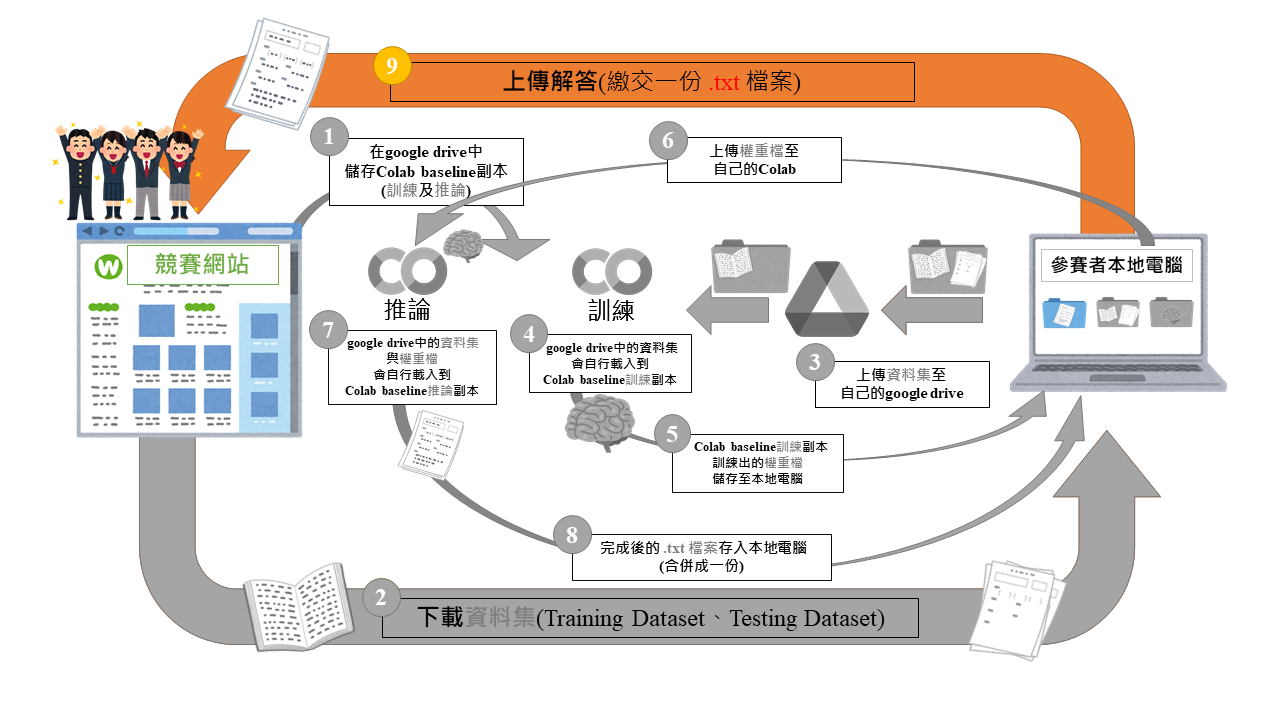 9
上傳解答(繳交一份 .txt 檔案)
1
在google drive中
儲存Colab baseline副本
(訓練及推論)
6
上傳權重檔至
自己的Colab
W
競賽網站
參賽者本地電腦
推論
訓練
7
google drive中的資料集
與權重檔
會自行載入到
Colab baseline推論副本
4
google drive中的資料集
會自行載入到
Colab baseline訓練副本
3
上傳資料集至
自己的google drive
5
Colab baseline訓練副本
訓練出的權重檔
儲存至本地電腦
8
完成後的 .txt 檔案存入本地電腦
(合併成一份)
2
下載資料集(Training Dataset、Testing Dataset)